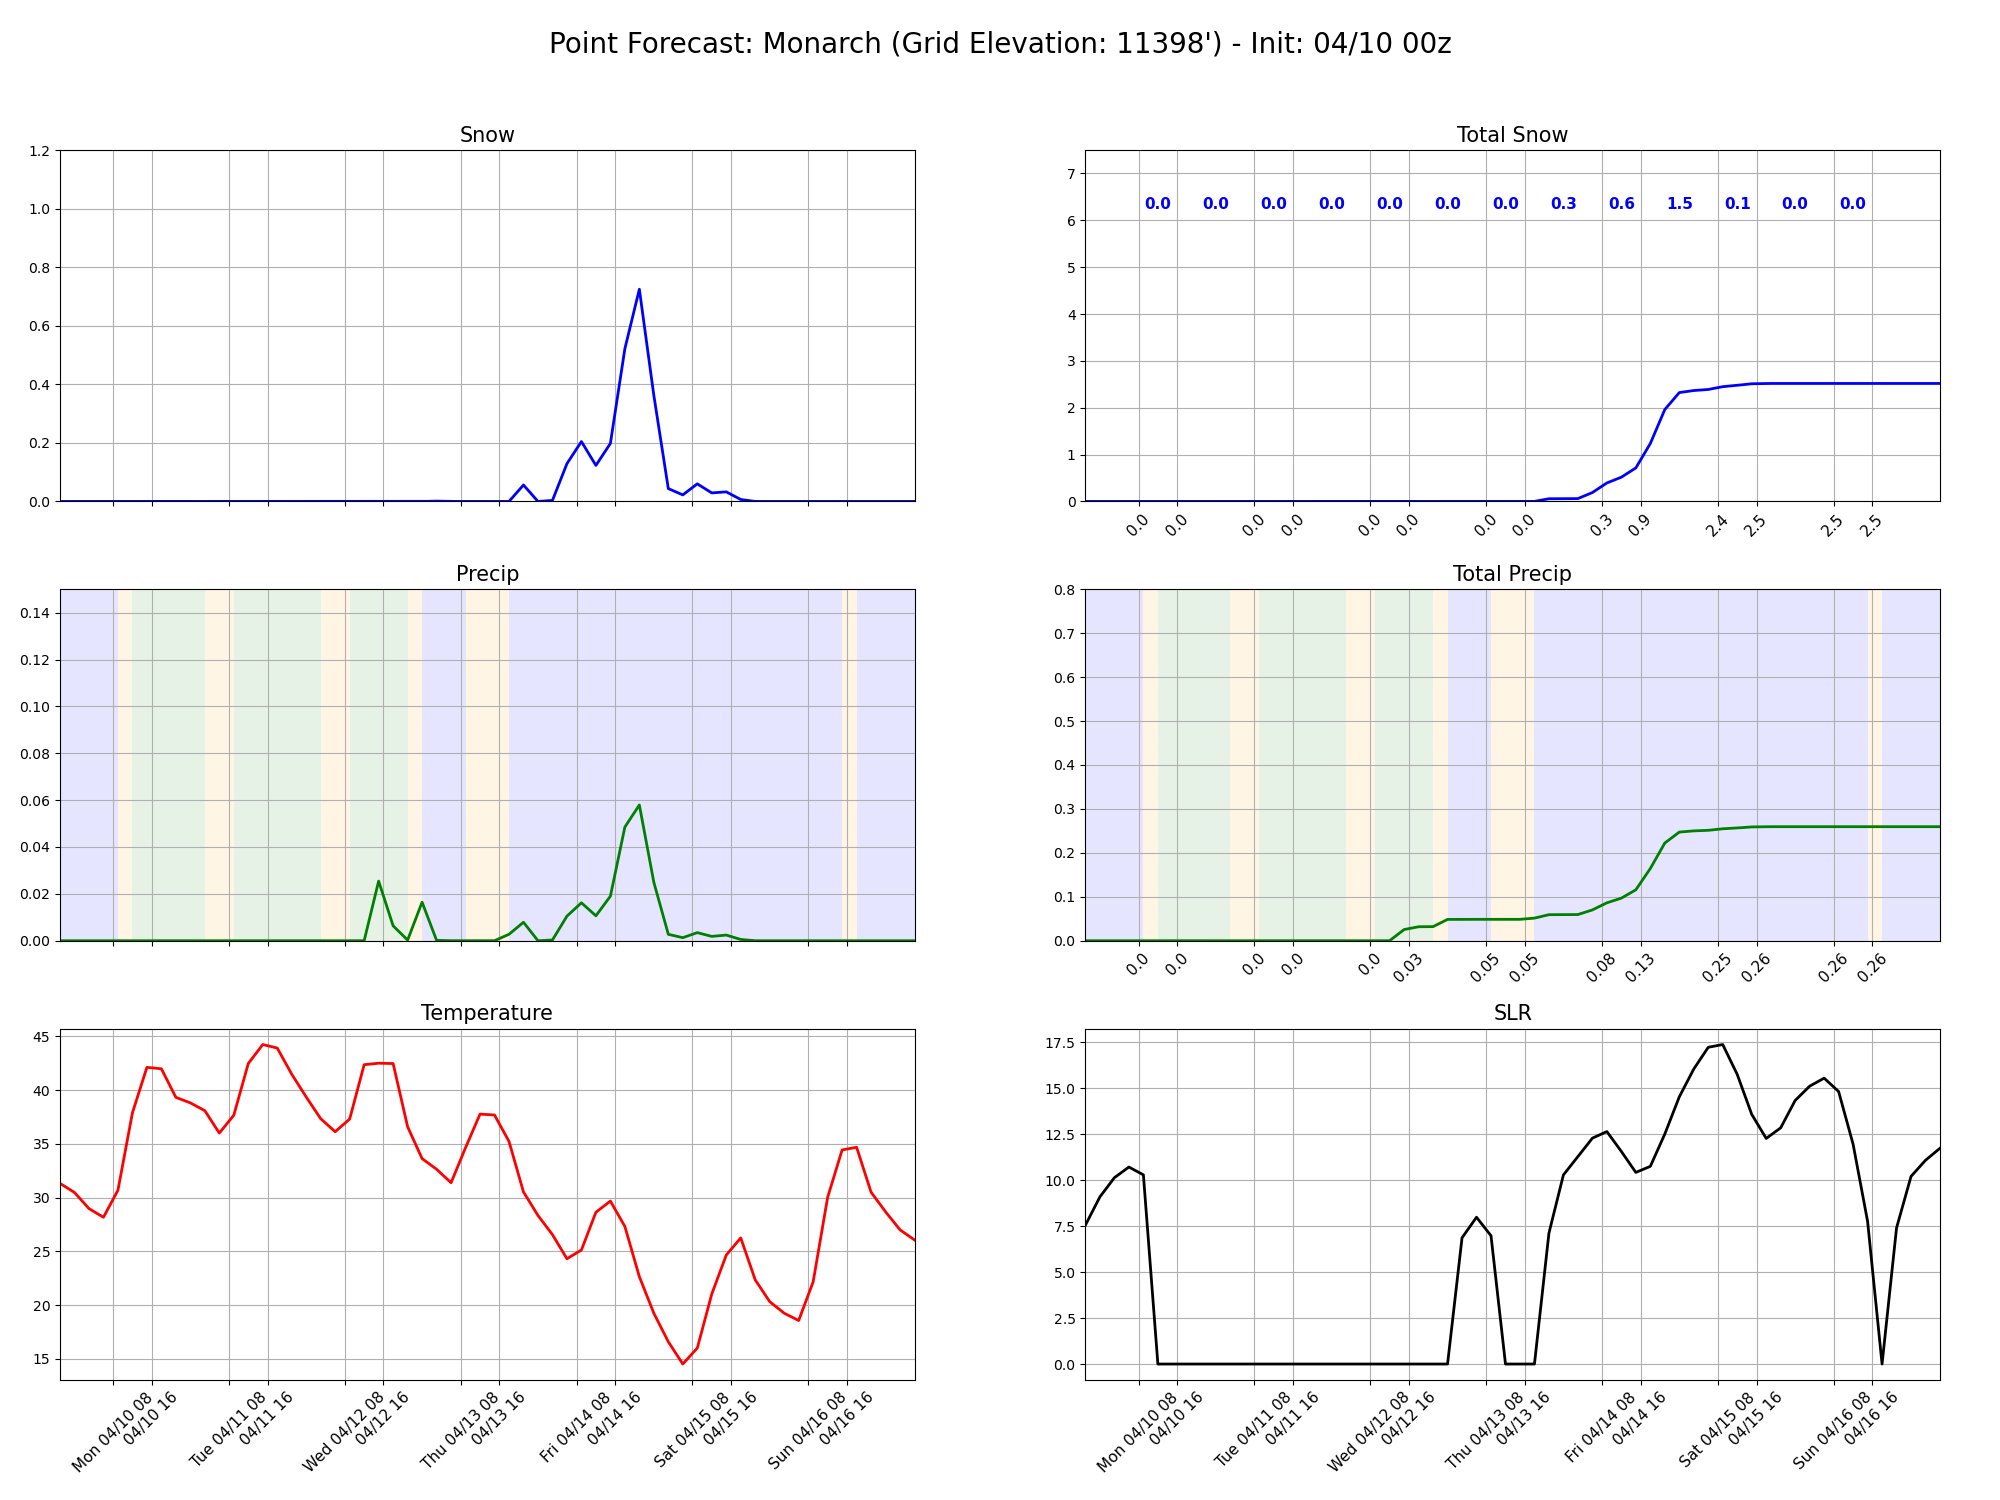 Point Forecast: Monarch (Grid Elevation: 11398') - Init: 04/10 00z
Snow
1.2
1.0
0.8
0.6
0.4
0.2
0.0
Total Snow
7
6
5
4
3
2
1
0
0.0 0.0 0.0 0.0 0.0 0.0 0.0 0.3 0.6 1.5 0.1 0.0 0.0
0.0 0.0 0.0 0.0 0.0 0.0 0.0 0.0 0.3 0.9 2.4 2.5 2.5 2.5
Precip
0.14
0.12
0.10
0.08
0.06
0.04
0.02
0.00
Total Precip
0.8
0.7
0.6
0.5
0.4
0.3
0.2
0.1
0.0
0.0 0.0 0.0 0.0 0.0 0.03 0.05 0.05 0.08 0.13 0.25 0.26 0.26 0.26
Temperature
45
40
35
30
25
20
15
Mon 04/10 08
04/10 16
Tue 04/11 08
04/11 16
Wed 04/12 08
04/12 16
Thu 04/13 08
04/13 16
Fri 04/14 08
04/14 16
Sat 04/15 08
04/15 16
Sun 04/16 08
04/16 16
SLR
17.5
15.0
12.5
10.0
7.5
5.0
2.5
0.0
Mon 04/10 08
04/10 16
Tue 04/11 08
04/11 16
Wed 04/12 08
04/12 16
Thu 04/13 08
04/13 16
Fri 04/14 08
04/14 16
Sat 04/15 08
04/15 16
Sun 04/16 08
04/16 16